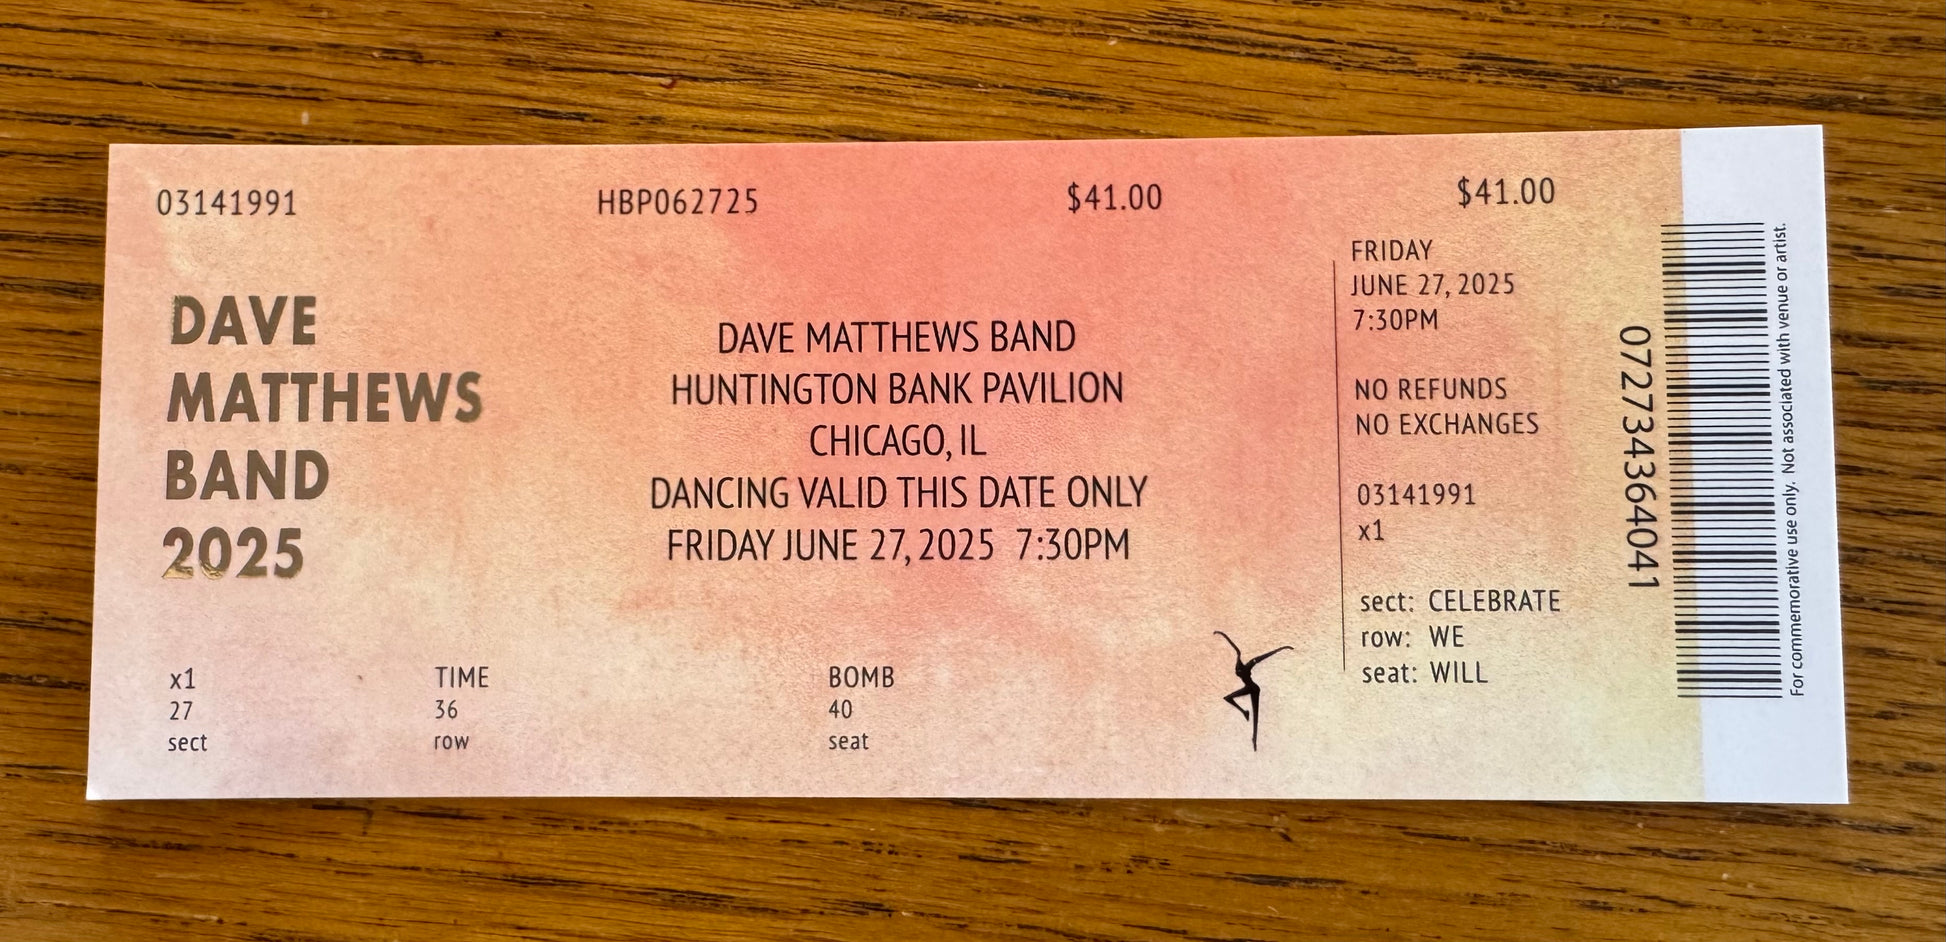 03141991
HBP062725
$41.00
$41.00
DAVE
MATTHEWS
BAND
2025
DAVE MATTHEWS BAND
HUNTINGTON BANK PAVILION
CHICAGO, IL
DANCING VALID THIS DATE ONLY
FRIDAY JUNE 27, 2025 7:30PM
x1
27
sect
TIME
36
row
BOMB
40
seat
FRIDAY
JUNE 27, 2025
7:30PM
NO REFUNDS
NO EXCHANGES
03141991
x1
sect: CELEBRATE
row: WE
seat: WILL
0727343664041
For commemorative use only. Not associated with venue or artist.